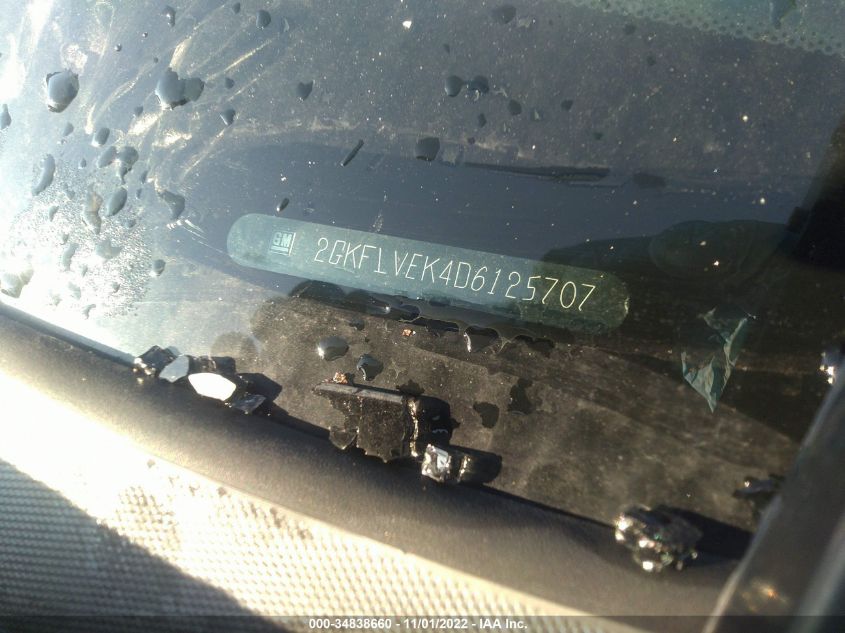 GM 2GKFLVEK4D6125707
000-34838660 - 11/01/2022 - IAA Inc.